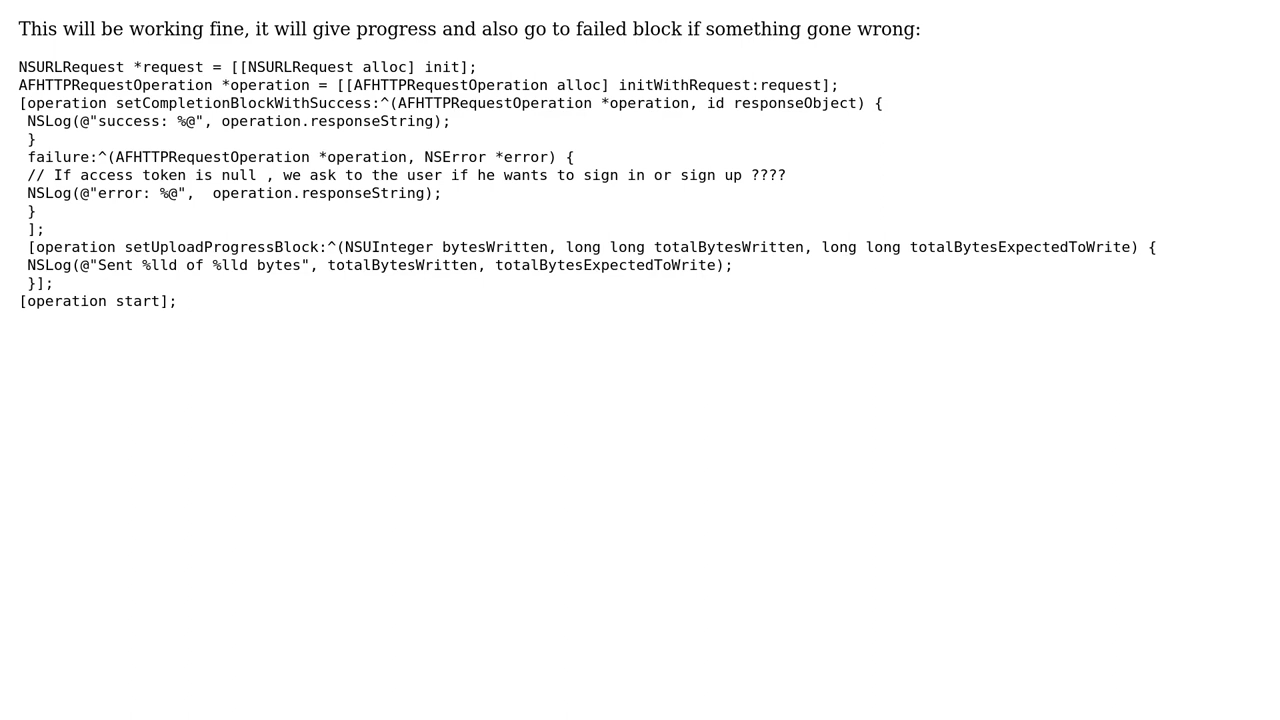 This will be working fine, it will give progress and also go to failed block if something gone wrong:
NSURLRequest *request = [[NSURLRequest alloc] init];
AFHTTPRequestOperation *operation = [[AFHTTPRequestOperation alloc] initWithRequest:request];
[operation setCompletionBlockWithSuccess:^(AFHTTPRequestOperation *operation, id responseObject) {
 NSLog(@"success: %@", operation.responseString);
 }
 failure:^(AFHTTPRequestOperation *operation, NSError *error) {
 // If access token is null , we ask to the user if he wants to sign in or sign up ????
 NSLog(@"error: %@",  operation.responseString);
 }
 ];
 [operation setUploadProgressBlock:^(NSUInteger bytesWritten, long long totalBytesWritten, long long totalBytesExpectedToWrite) {
 NSLog(@"Sent %lld of %lld bytes", totalBytesWritten, totalBytesExpectedToWrite);
 }];
[operation start];